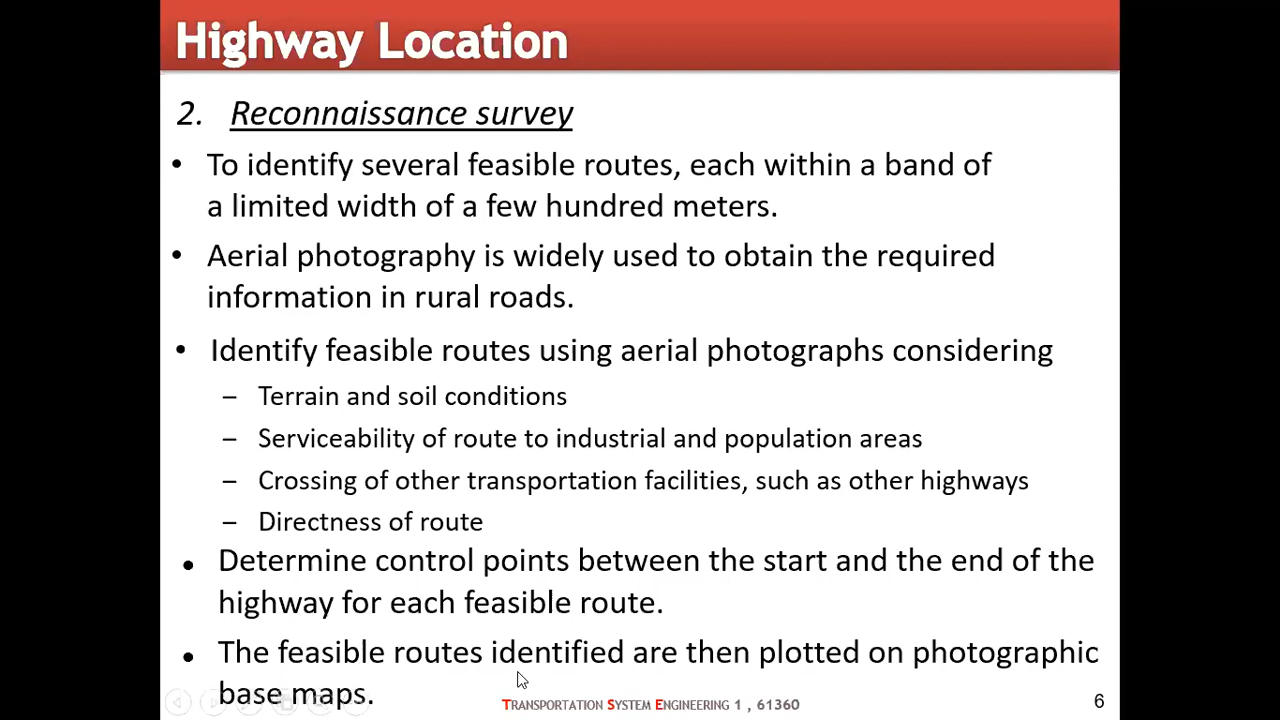 Highway Location
2. Reconnaissance survey
• To identify several feasible routes, each within a band of
a limited width of a few hundred meters.
• Aerial photography is widely used to obtain the required
information in rural roads.
• Identify feasible routes using aerial photographs considering
– Terrain and soil conditions
– Serviceability of route to industrial and population areas
– Crossing of other transportation facilities, such as other highways
– Directness of route
• Determine control points between the start and the end of the
highway for each feasible route.
• The feasible routes identified are then plotted on photographic
base maps.
TRANSPORTATION SYSTEM ENGINEERING 1 , 61360
6